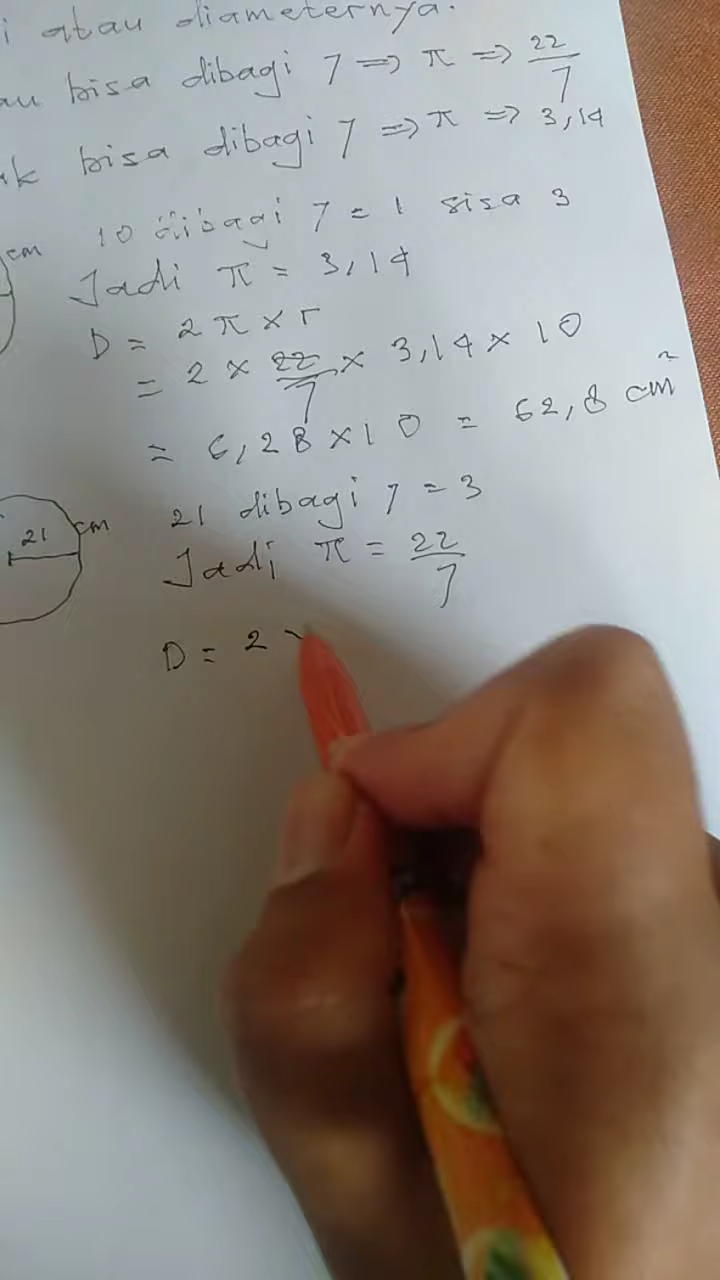 i atau diameternya.
au bisa dibagi 7 => π => 22/7
ak bisa dibagi 7 => π => 3,14
cm 10 dibagi 7 = 1 sisa 3
Jadi π = 3,14
D = 2 π × r
= 2 × 22/7 × 3,14 × 10
= 6,28 × 10 = 62,8 cm²
21 cm 21 dibagi 7 = 3
Jadi π = 22/7
D = 2